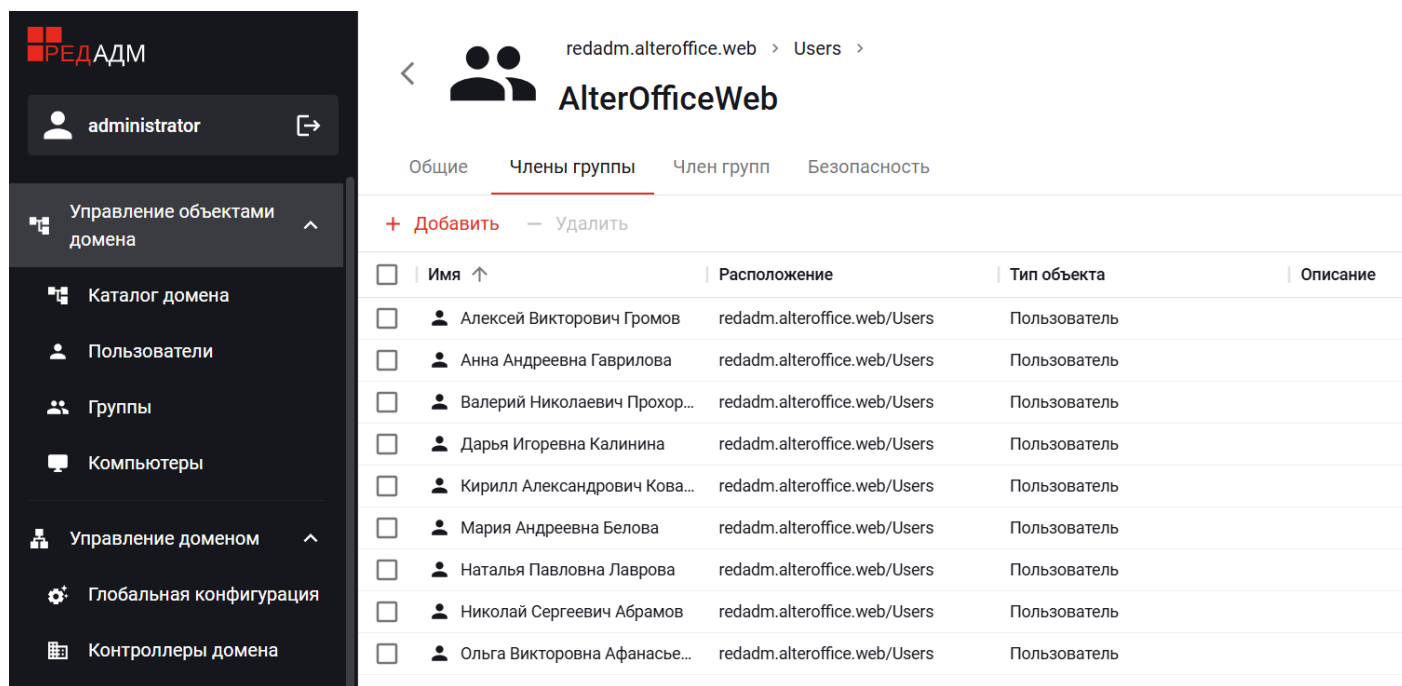 РЕДАДМ
administrator
Управление объектами
домена
Каталог домена
Пользователи
Группы
Компьютеры
Управление доменом
Глобальная конфигурация
Контроллеры домена
redadm.alteroffice.web > Users >
AlterOfficeWeb
Общие Члены группы Член групп Безопасность
+ Добавить — Удалить
Имя ↑ Расположение Тип объекта Описание
Алексей Викторович Громов redadm.alteroffice.web/Users Пользователь
Анна Андреевна Гаврилова redadm.alteroffice.web/Users Пользователь
Валерий Николаевич Прохор... redadm.alteroffice.web/Users Пользователь
Дарья Игоревна Калинина redadm.alteroffice.web/Users Пользователь
Кирилл Александрович Кова... redadm.alteroffice.web/Users Пользователь
Мария Андреевна Белова redadm.alteroffice.web/Users Пользователь
Наталья Павловна Лаврова redadm.alteroffice.web/Users Пользователь
Николай Сергеевич Абрамов redadm.alteroffice.web/Users Пользователь
Ольга Викторовна Афанасье... redadm.alteroffice.web/Users Пользователь